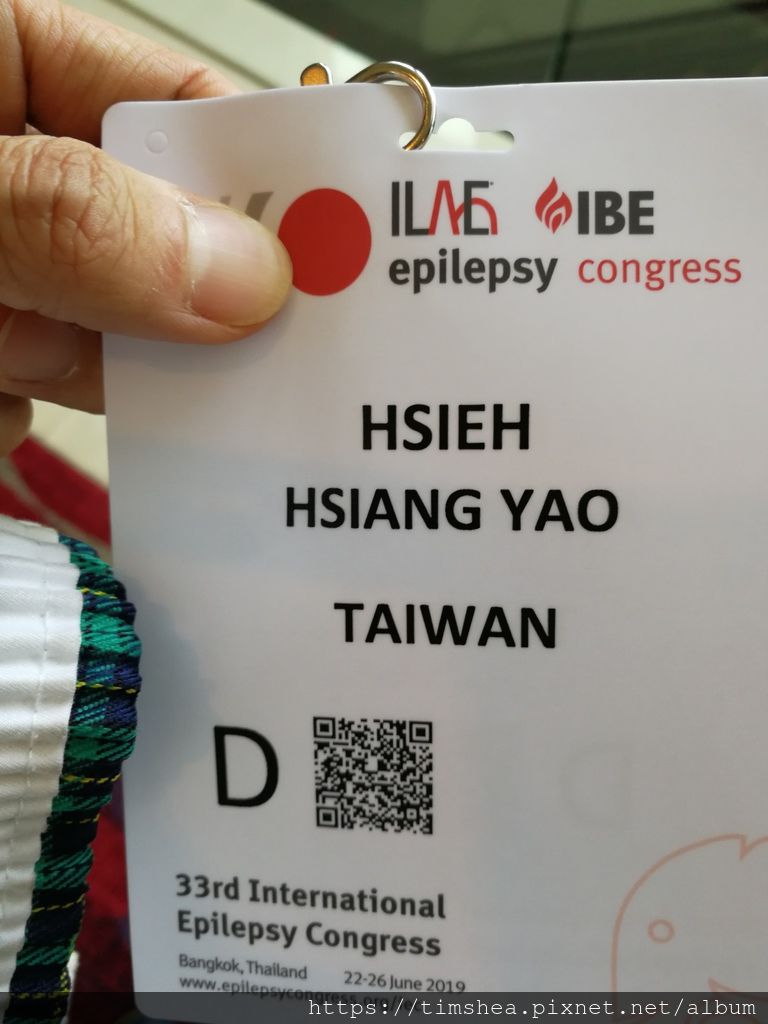 ILAE IBE
epilepsy congress
HSIEH
HSIANG YAO
TAIWAN
D
33rd International
Epilepsy Congress
Bangkok, Thailand 22-26 June 2019
https://timshea.pixnet.net/album